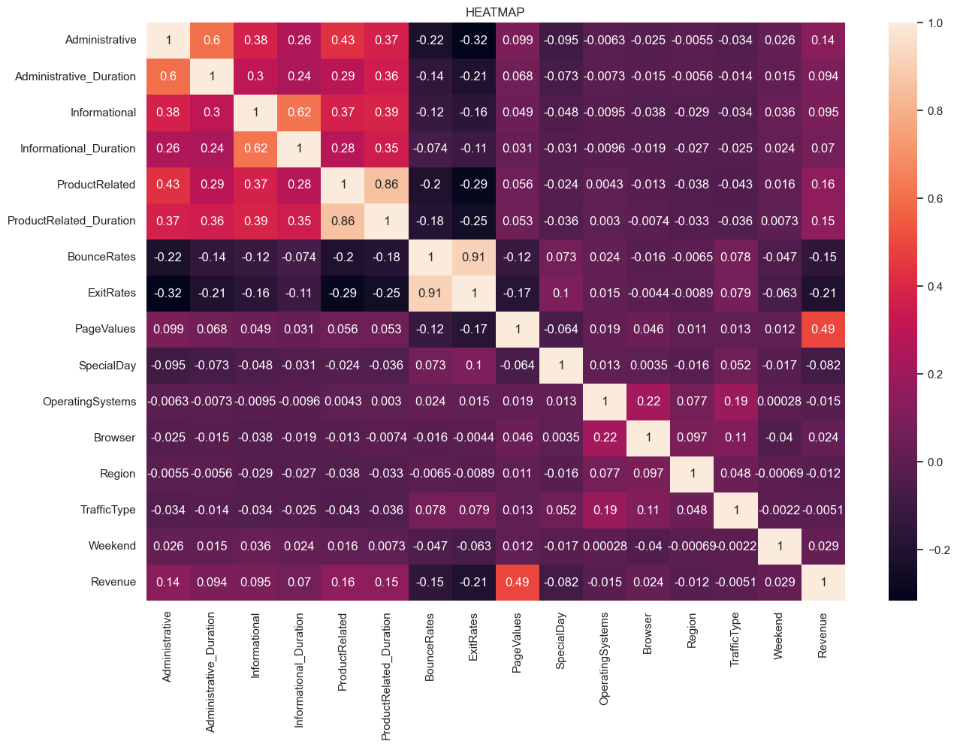 HEATMAP
Administrative 1 0.6 0.38 0.26 0.43 0.37 -0.22 -0.32 0.099 -0.095 -0.0063 -0.025 -0.0055 -0.034 0.026 0.14
Administrative_Duration 0.6 1 0.3 0.24 0.29 0.36 -0.14 -0.21 0.068 -0.073 -0.0073 -0.015 -0.0056 -0.014 0.015 0.094
Informational 0.38 0.3 1 0.62 0.37 0.39 -0.12 -0.16 0.049 -0.048 -0.0095 -0.038 -0.029 -0.034 0.036 0.095
Informational_Duration 0.26 0.24 0.62 1 0.28 0.35 -0.074 -0.11 0.031 -0.031 -0.0096 -0.019 -0.027 -0.025 0.024 0.07
ProductRelated 0.43 0.29 0.37 0.28 1 0.86 -0.2 -0.29 0.056 -0.024 0.0043 -0.013 -0.038 -0.043 0.016 0.16
ProductRelated_Duration 0.37 0.36 0.39 0.35 0.86 1 -0.18 -0.25 0.053 -0.036 0.003 -0.0074 -0.033 -0.036 0.0073 0.15
BounceRates -0.22 -0.14 -0.12 -0.074 -0.2 -0.18 1 0.91 -0.12 0.073 0.024 -0.016 -0.0065 0.078 -0.047 -0.15
ExitRates -0.32 -0.21 -0.16 -0.11 -0.29 -0.25 0.91 1 -0.17 0.1 0.015 -0.0044 -0.0089 0.079 -0.063 -0.21
PageValues 0.099 0.068 0.049 0.031 0.056 0.053 -0.12 -0.17 1 -0.064 0.019 0.046 0.011 0.013 0.012 0.49
SpecialDay -0.095 -0.073 -0.048 -0.031 -0.024 -0.036 0.073 0.1 -0.064 1 0.013 0.0035 -0.016 0.052 -0.017 -0.082
OperatingSystems -0.0063 -0.0073 -0.0095 -0.0096 0.0043 0.003 0.024 0.015 0.019 0.013 1 0.22 0.077 0.19 0.00028 -0.015
Browser -0.025 -0.015 -0.038 -0.019 -0.013 -0.0074 -0.016 -0.0044 0.046 0.0035 0.22 1 0.097 0.11 -0.04 0.024
Region -0.0055 -0.0056 -0.029 -0.027 -0.038 -0.033 -0.0065 -0.0089 0.011 -0.016 0.077 0.097 1 0.048 -0.00069 -0.012
TrafficType -0.034 -0.014 -0.034 -0.025 -0.043 -0.036 0.078 0.079 0.013 0.052 0.19 0.11 0.048 1 -0.0022 -0.0051
Weekend 0.026 0.015 0.036 0.024 0.016 0.0073 -0.047 -0.063 0.012 -0.017 0.00028 -0.04 -0.00069 -0.0022 1 0.029
Revenue 0.14 0.094 0.095 0.07 0.16 0.15 -0.15 -0.21 0.49 -0.082 -0.015 0.024 -0.012 -0.0051 0.029 1
Administrative
Administrative_Duration
Informational
Informational_Duration
ProductRelated
ProductRelated_Duration
BounceRates
ExitRates
PageValues
SpecialDay
OperatingSystems
Browser
Region
TrafficType
Weekend
Revenue
1.0
0.8
0.6
0.4
0.2
0.0
−0.2